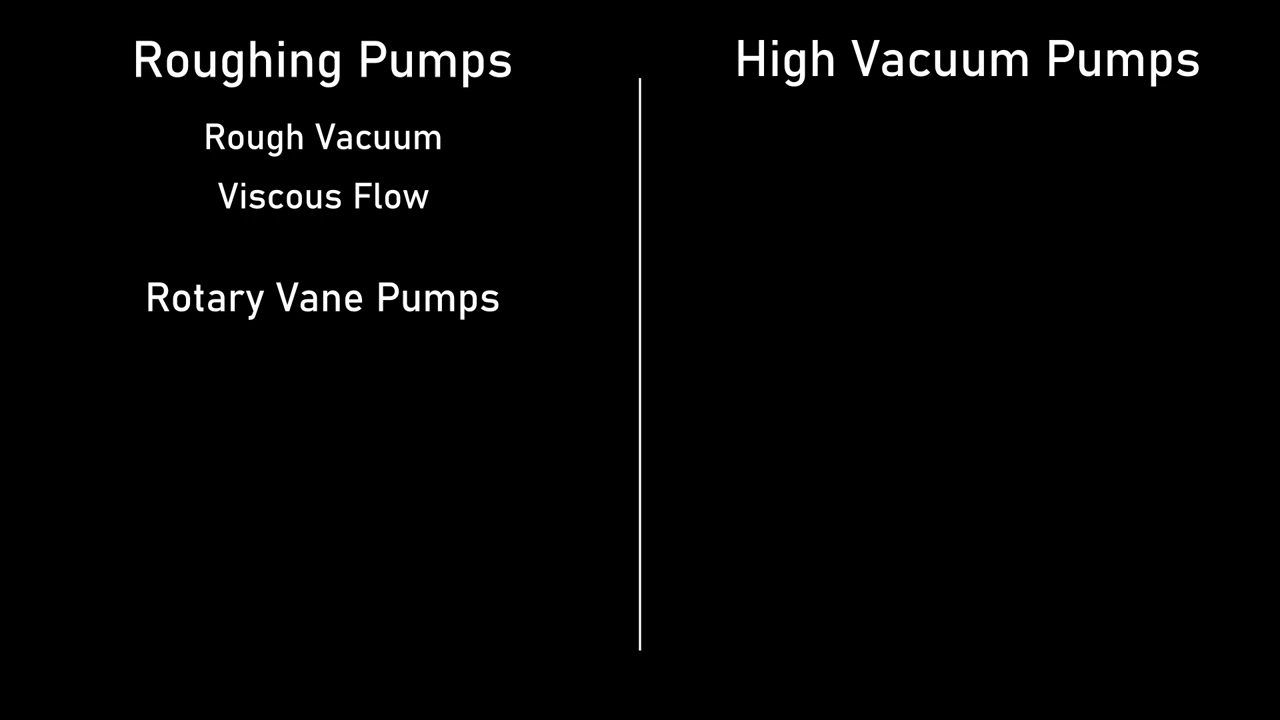 Roughing Pumps
Rough Vacuum
Viscous Flow
Rotary Vane Pumps
High Vacuum Pumps